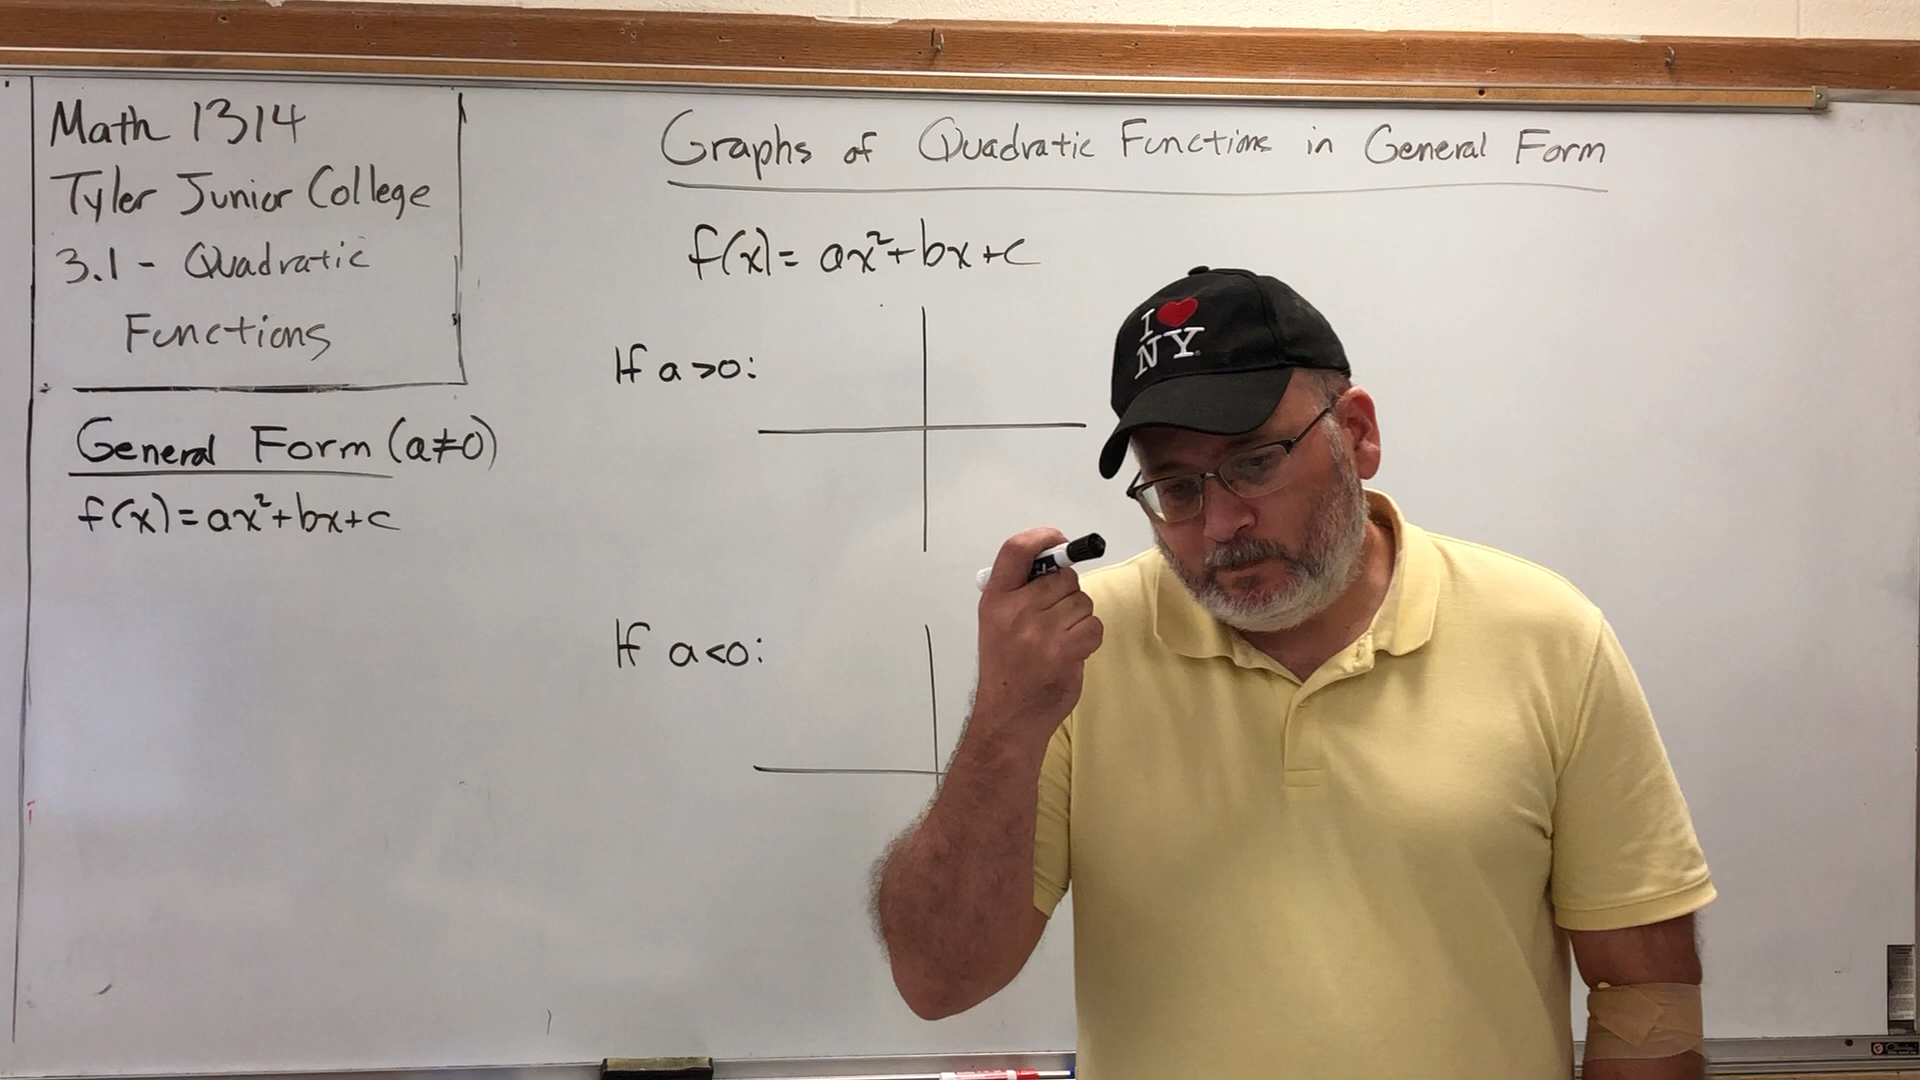 Math 1314
Tyler Junior College
3.1 - Quadratic
Functions
General Form (a≠0)
f(x)=ax²+bx+c
Graphs of Quadratic Functions in General Form
f(x)= ax²+bx+c
If a>0:
If a<0:
I ❤
NY